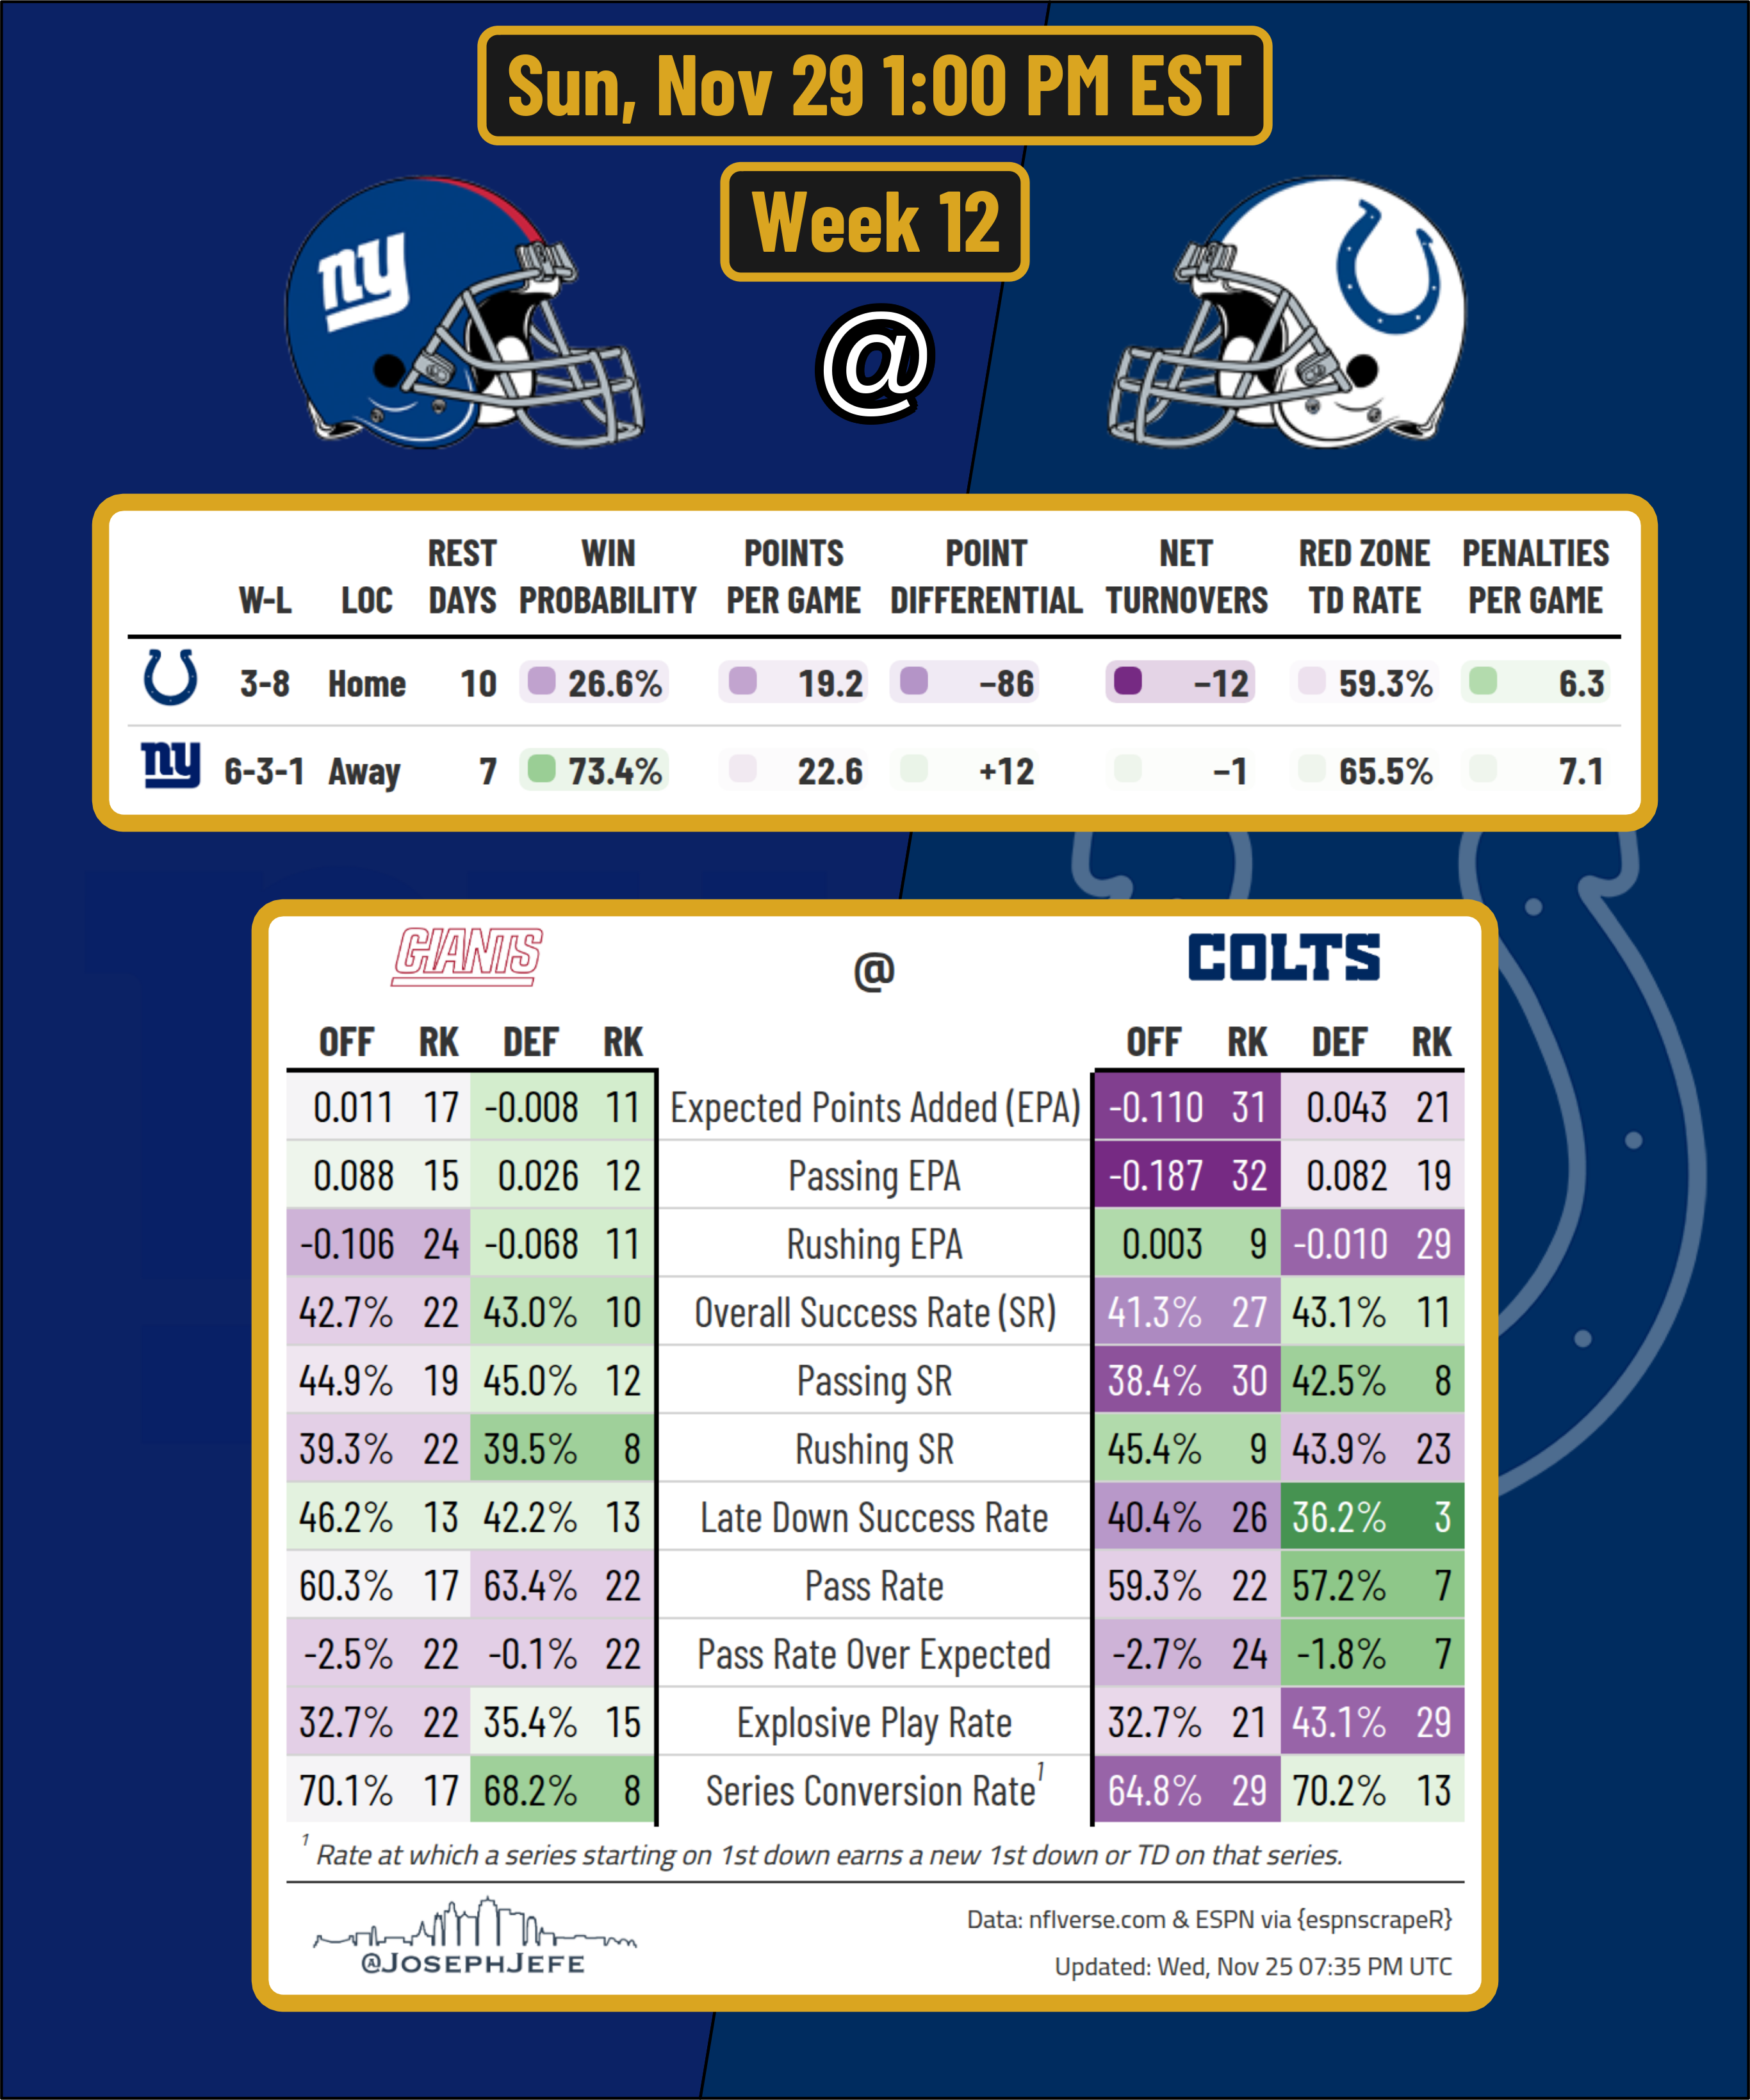 Sun, Nov 29 1:00 PM EST
Week 12
ny
@
REST WIN POINTS POINT NET RED ZONE PENALTIES
W-L LOC DAYS PROBABILITY PER GAME DIFFERENTIAL TURNOVERS TD RATE PER GAME
3-8 Home 10 26.6% 19.2 −86 −12 59.3% 6.3
ny 6-3-1 Away 7 73.4% 22.6 +12 −1 65.5% 7.1
GIANTS @ COLTS
OFF RK DEF RK OFF RK DEF RK
0.011 17 -0.008 11 Expected Points Added (EPA) -0.110 31 0.043 21
0.088 15 0.026 12 Passing EPA -0.187 32 0.082 19
-0.106 24 -0.068 11 Rushing EPA 0.003 9 -0.010 29
42.7% 22 43.0% 10 Overall Success Rate (SR) 41.3% 27 43.1% 11
44.9% 19 45.0% 12 Passing SR 38.4% 30 42.5% 8
39.3% 22 39.5% 8 Rushing SR 45.4% 9 43.9% 23
46.2% 13 42.2% 13 Late Down Success Rate 40.4% 26 36.2% 3
60.3% 17 63.4% 22 Pass Rate 59.3% 22 57.2% 7
-2.5% 22 -0.1% 22 Pass Rate Over Expected -2.7% 24 -1.8% 7
32.7% 22 35.4% 15 Explosive Play Rate 32.7% 21 43.1% 29
70.1% 17 68.2% 8 Series Conversion Rate¹ 64.8% 29 70.2% 13
¹ Rate at which a series starting on 1st down earns a new 1st down or TD on that series.
@JOSEPHJEFE
Data: nflverse.com & ESPN via {espnscrapeR}
Updated: Wed, Nov 25 07:35 PM UTC